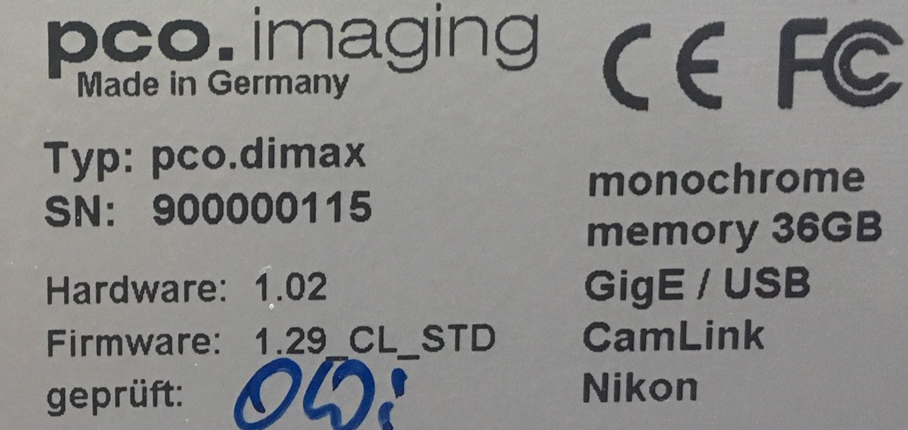 pco.imaging
Made in Germany
CE FC
Typ: pco.dimax
SN: 900000115
monochrome
memory 36GB
GigE / USB
CamLink
Nikon
Hardware: 1.02
Firmware: 1.29_CL_STD
geprüft: